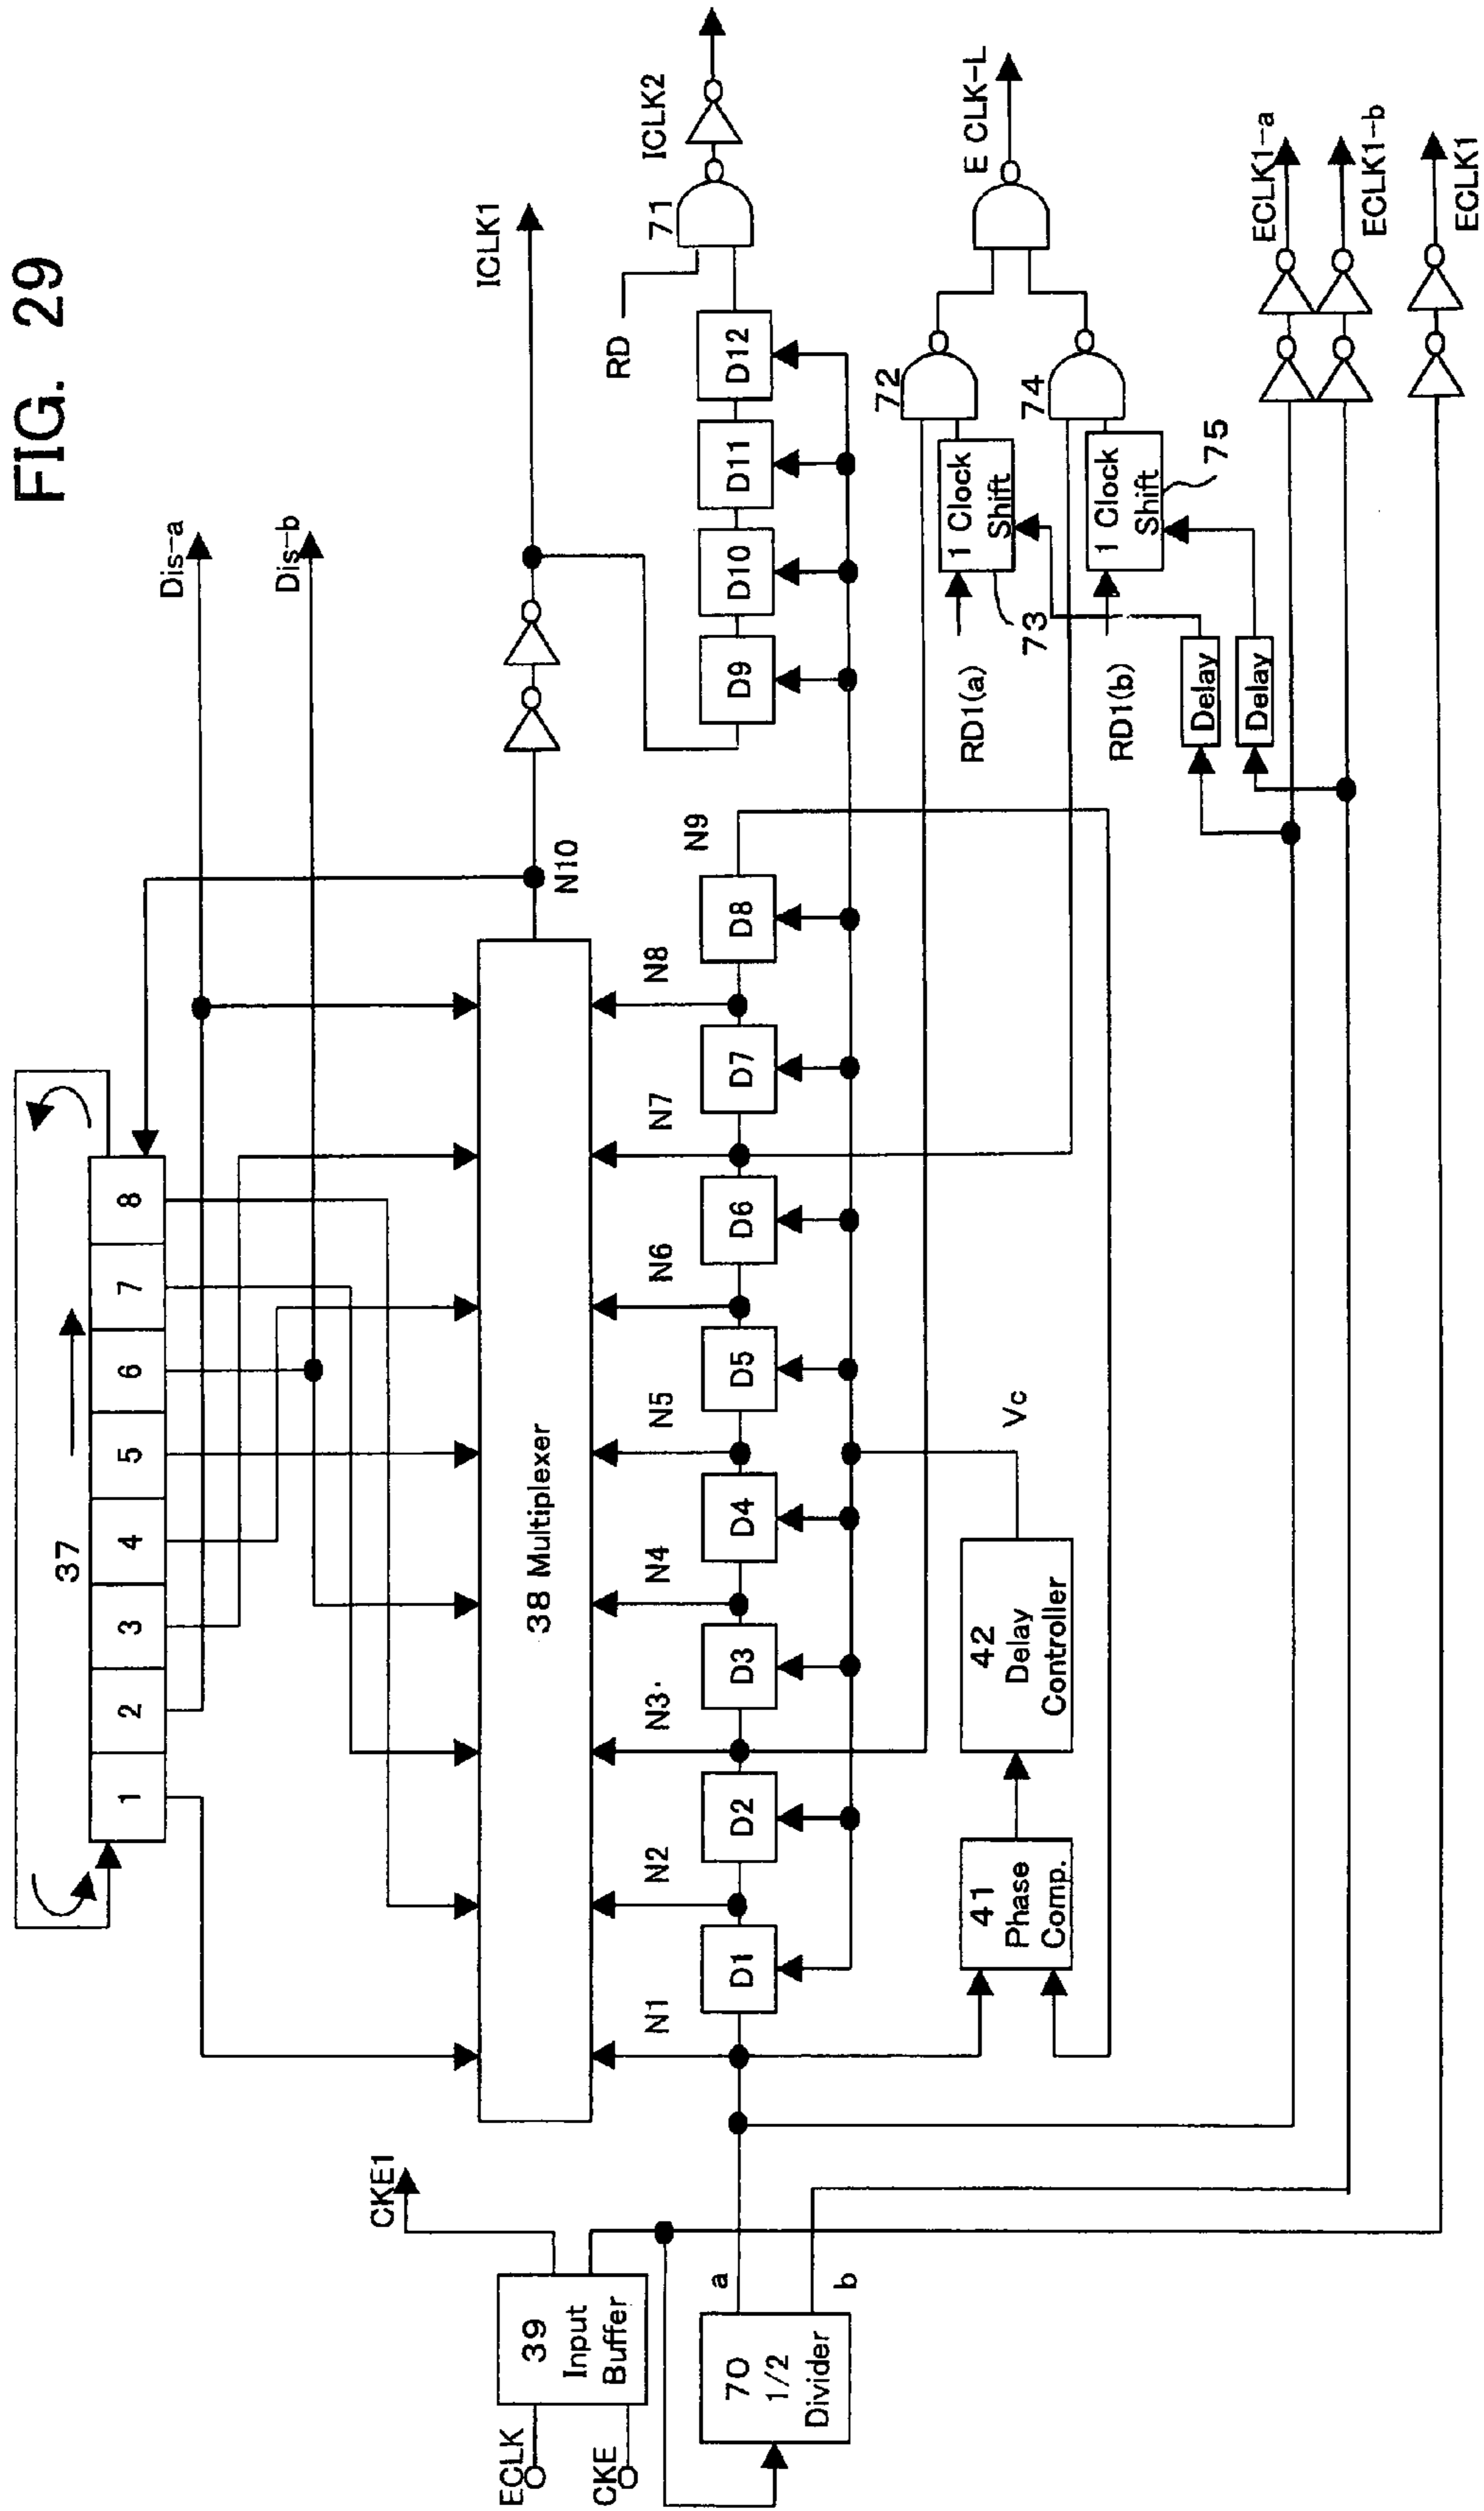 FIG. 29
Dis-a
Dis-b
37
1 2 3 4 5 6 7 8
N10
ICLK1
38 Multiplexer
N1 N2 N3 N4 N5 N6 N7 N8 N9
D1 D2 D3 D4 D5 D6 D7 D8
D9 D10 D11 D12
RD
71
ICLK2
CKE1
ECLK
CKE
39
Input
Buffer
70
1/2
Divider
a
b
41
Phase
Comp.
42
Delay
Controller
Vc
72
E CLK-L
RD1(a)
1 Clock
Shift
73
74
RD1(b)
1 Clock
Shift
75
Delay
Delay
ECLK1-a
ECLK1-b
ECLK1